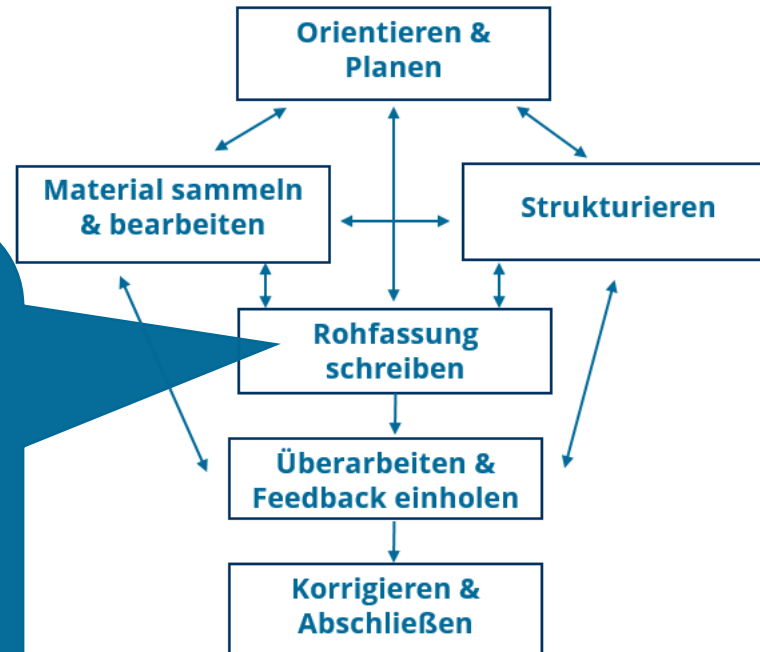 Orientieren &
Planen
Material sammeln
& bearbeiten
Strukturieren
Rohfassung
schreiben
Überarbeiten &
Feedback einholen
Korrigieren &
Abschließen